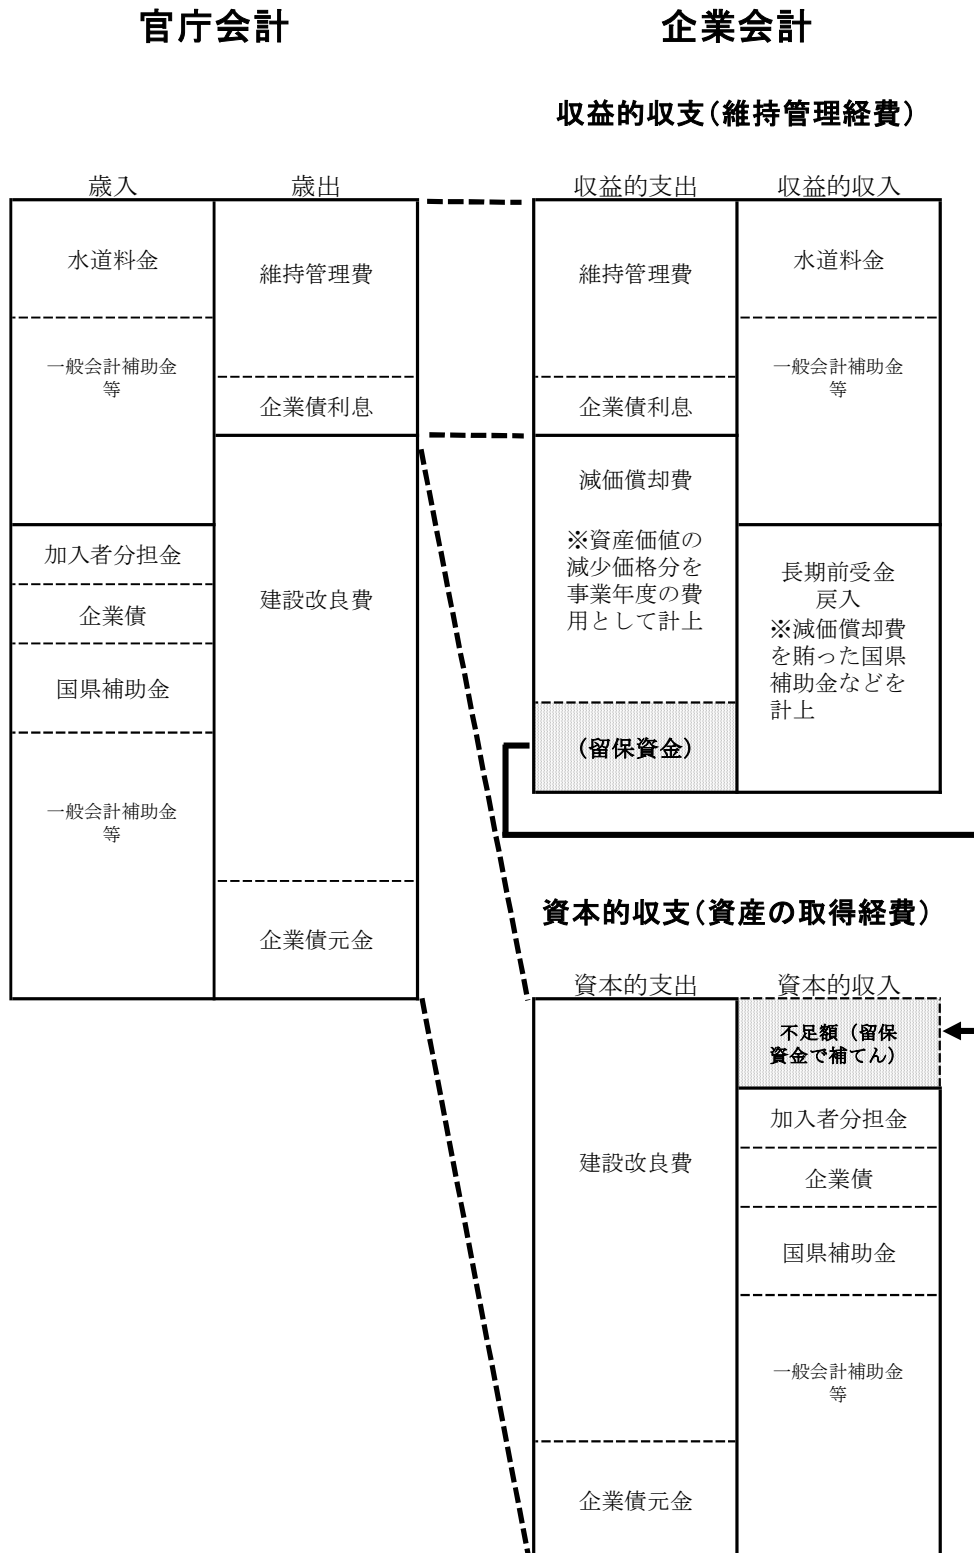 官庁会計
企業会計
収益的収支（維持管理経費）
歳入
歳出
水道料金
一般会計補助金
等
加入者分担金
企業債
国県補助金
一般会計補助金
等
維持管理費
企業債利息
建設改良費
企業債元金
収益的支出
収益的収入
維持管理費
企業債利息
減価償却費
※資産価値の
減少価格分を
事業年度の費
用として計上
（留保資金）
水道料金
一般会計補助金
等
長期前受金
戻入
※減価償却費
を賄った国県
補助金などを
計上
資本的収支（資産の取得経費）
資本的支出
資本的収入
建設改良費
企業債元金
不足額（留保
資金で補てん）
加入者分担金
企業債
国県補助金
一般会計補助金
等